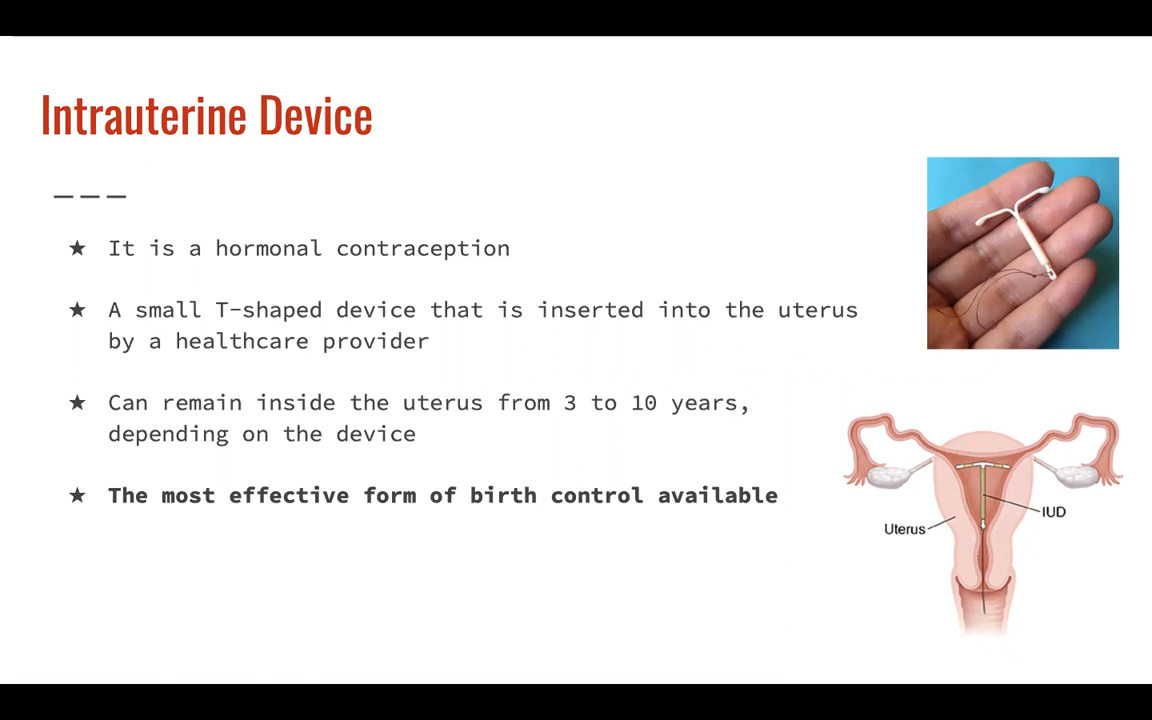 Intrauterine Device
★ It is a hormonal contraception
★ A small T-shaped device that is inserted into the uterus
by a healthcare provider
★ Can remain inside the uterus from 3 to 10 years,
depending on the device
★ The most effective form of birth control available
IUD
Uterus